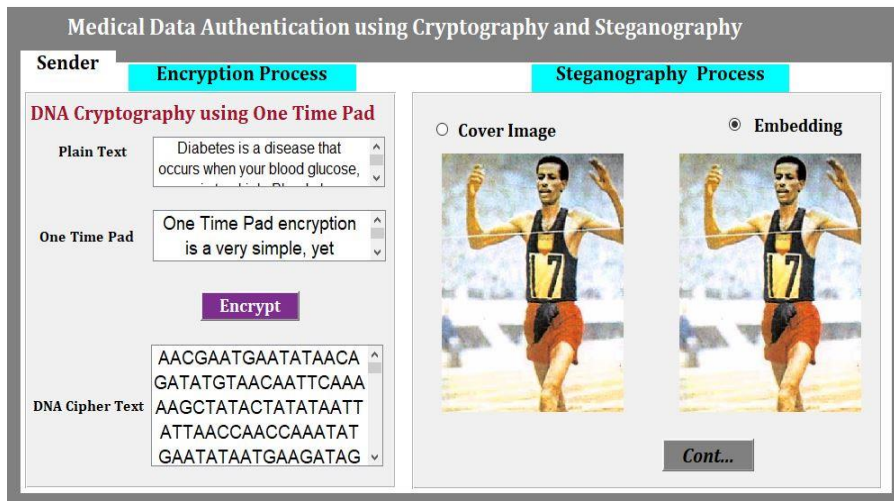 Medical Data Authentication using Cryptography and Steganography
Sender
Encryption Process
DNA Cryptography using One Time Pad
Plain Text
Diabetes is a disease that
occurs when your blood glucose,
One Time Pad
One Time Pad encryption
is a very simple, yet
Encrypt
DNA Cipher Text
AACGAATGAATATAACA
GATATGTAACAATTCAAA
AAGCTATACTATATAATT
ATTAACCAACCAAATAT
GAATATAATGAAGATAG
Steganography Process
Cover Image
Embedding
17
17
Cont...